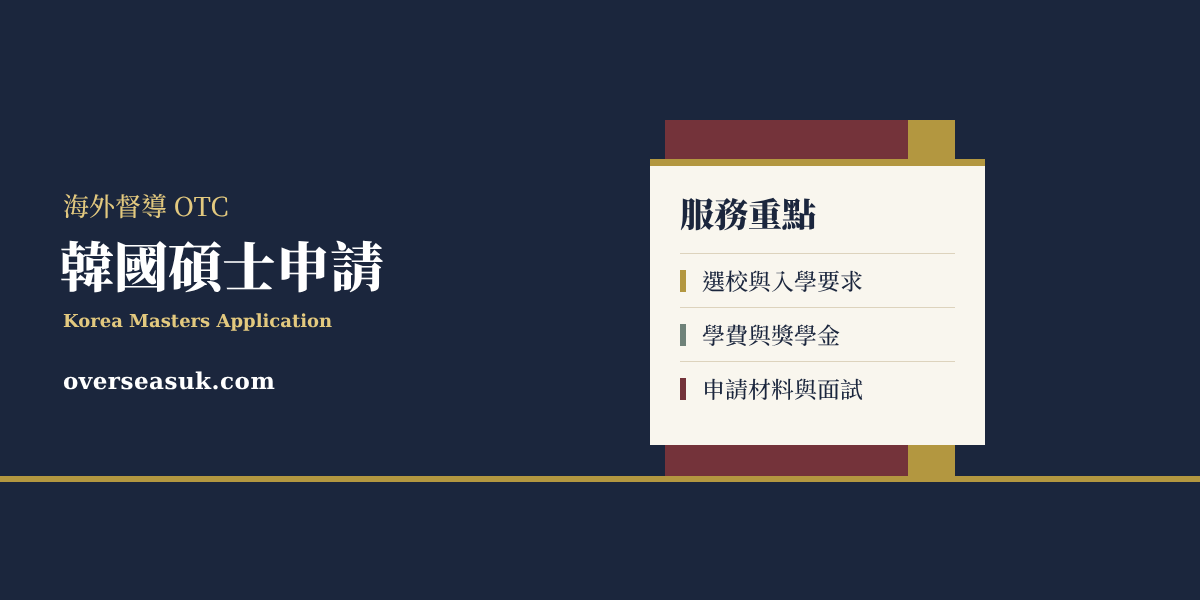 海外督導 OTC
韓國碩士申請
Korea Masters Application
overseasuk.com
服務重點
選校與入學要求
學費與獎學金
申請材料與面試